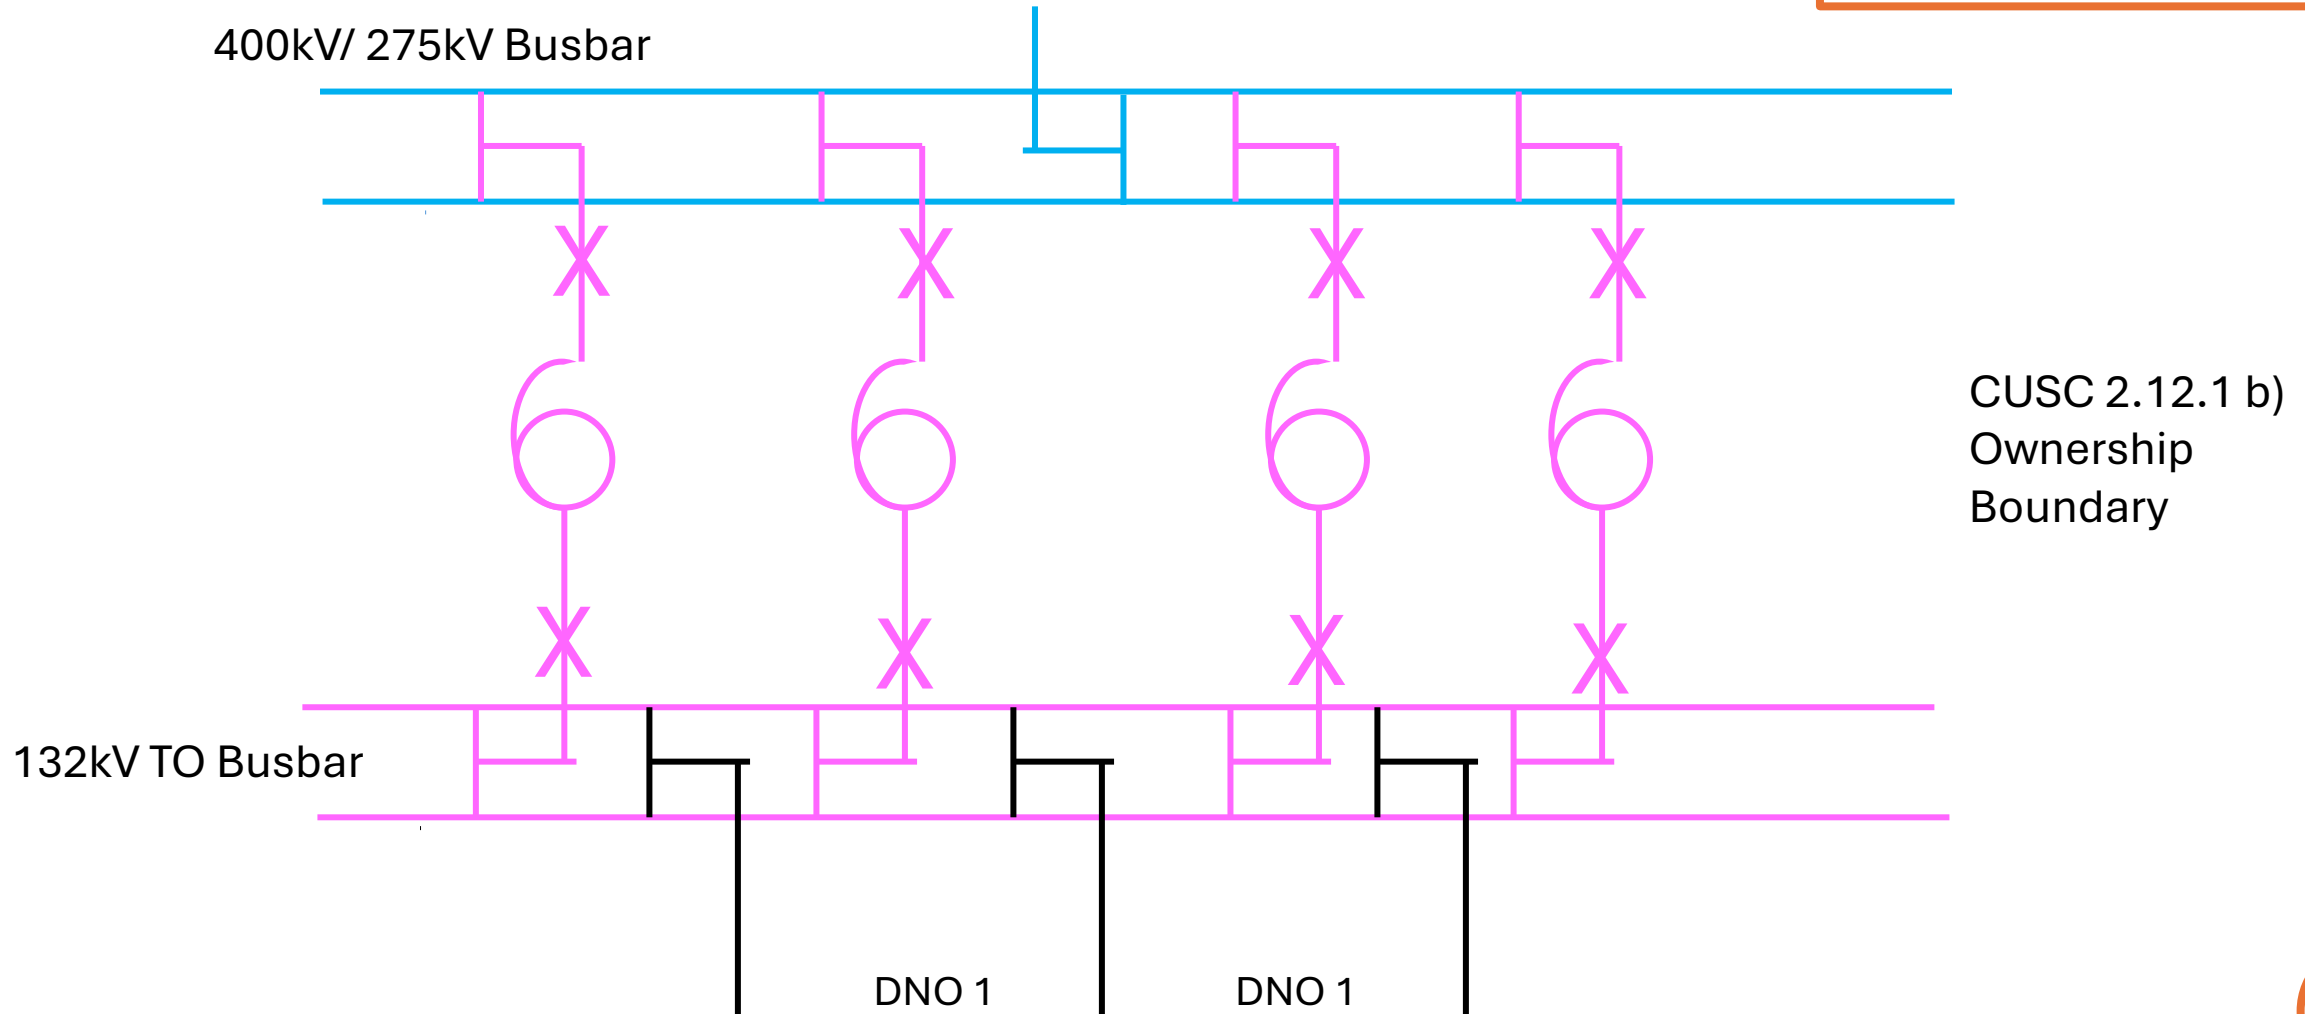 400kV/ 275kV Busbar
X X X X
CUSC 2.12.1 b)
Ownership
Boundary
X X X X
132kV TO Busbar
DNO 1
DNO 1